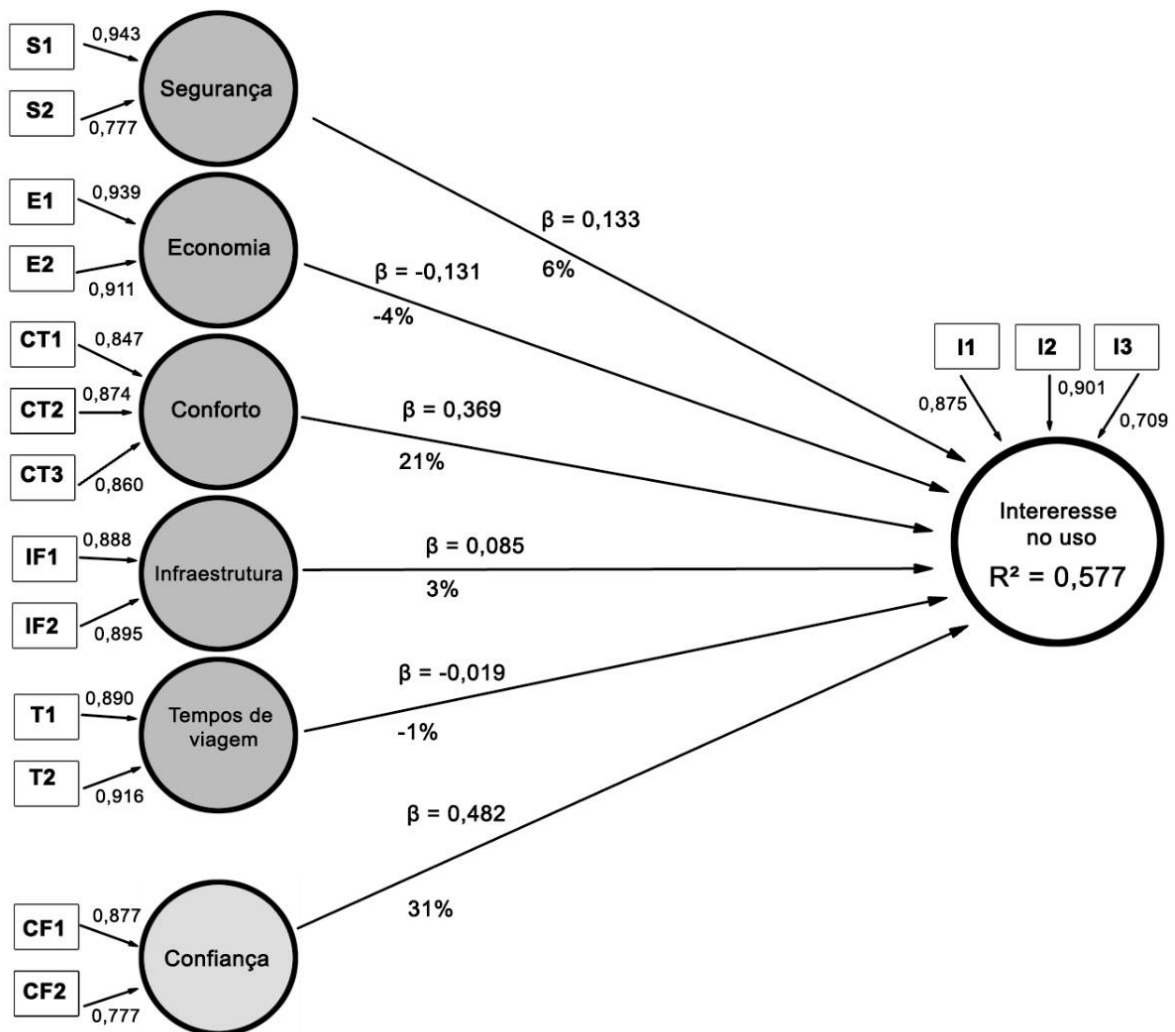 S1
0,943
Segurança
S2
0,777
E1
0,939
Economia
E2
0,911
CT1
0,847
CT2
0,874
Conforto
CT3
0,860
IF1
0,888
Infraestrutura
IF2
0,895
T1
0,890
Tempos de
viagem
T2
0,916
CF1
0,877
Confiança
CF2
0,777
β = 0,133
6%
β = -0,131
-4%
β = 0,369
21%
β = 0,085
3%
β = -0,019
-1%
β = 0,482
31%
I1
I2
I3
0,875
0,901
0,709
Intereresse
no uso
R² = 0,577